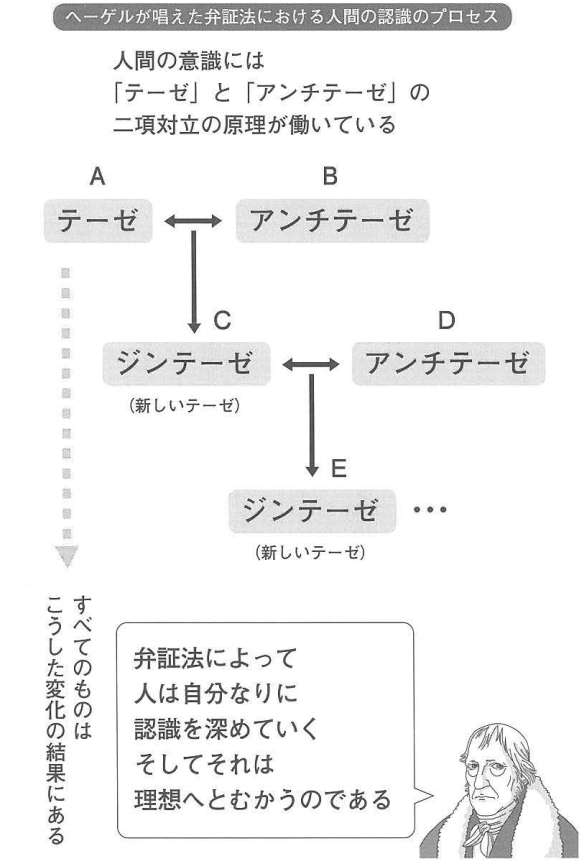 ヘーゲルが唱えた弁証法における人間の認識のプロセス
人間の意識には
「テーゼ」と「アンチテーゼ」の
二項対立の原理が働いている
A
B
テーゼ
アンチテーゼ
C
D
ジンテーゼ
アンチテーゼ
(新しいテーゼ)
E
ジンテーゼ
…
(新しいテーゼ)
すべてのものは
こうした変化の結果にある
弁証法によって
人は自分なりに
認識を深めていく
そしてそれは
理想へとむかうのである